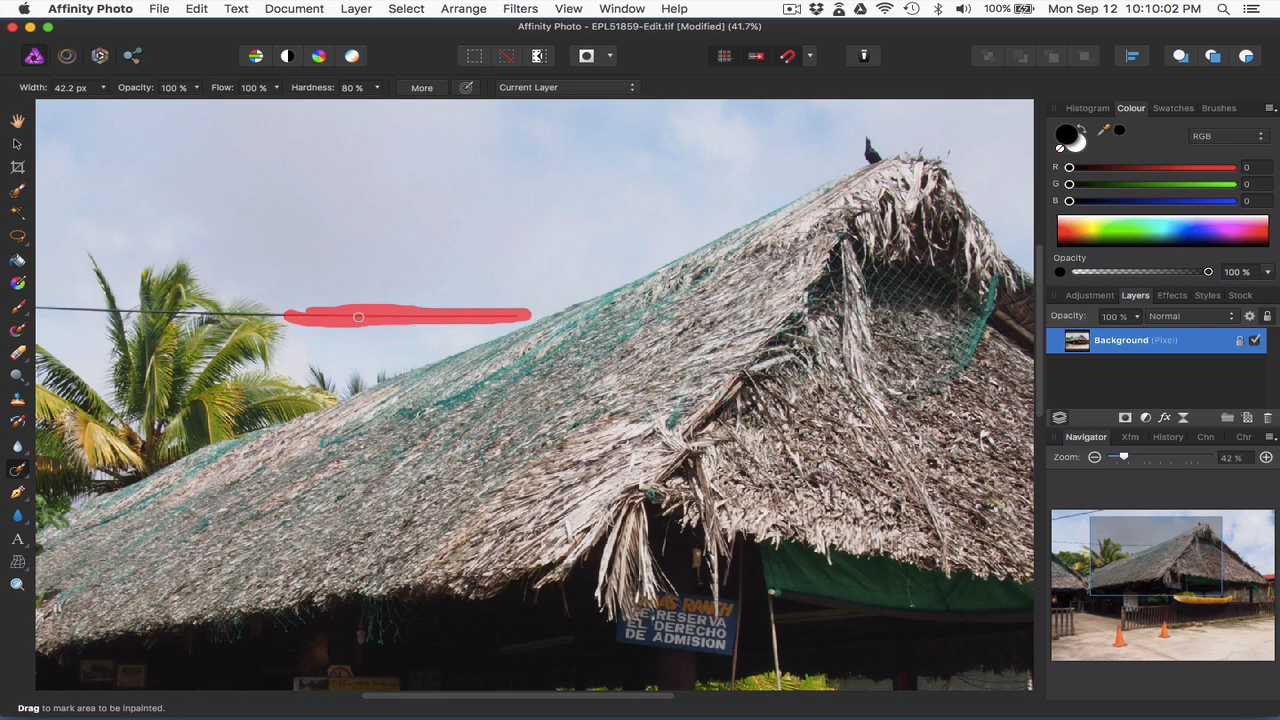 Affinity Photo File Edit Text Document Layer Select Arrange Filters View Window Help 100% Mon Sep 12 10:10:02 PM
Affinity Photo - EPL51859-Edit.tif [Modified] (41.7%)
Width: 42.2 px Opacity: 100 % Flow: 100 % Hardness: 80 % More Current Layer
Histogram Colour Swatches Brushes
RGB
R 0
G 0
B 0
Opacity
100 %
Adjustment Layers Effects Styles Stock
Opacity: 100 % Normal
Background (Pixel)
Navigator Xfm History Chn Chr
Zoom: 42 %
RANCH
RESERVA
EL DERECHO
DE ADMISION
A
Drag to mark area to be inpainted.